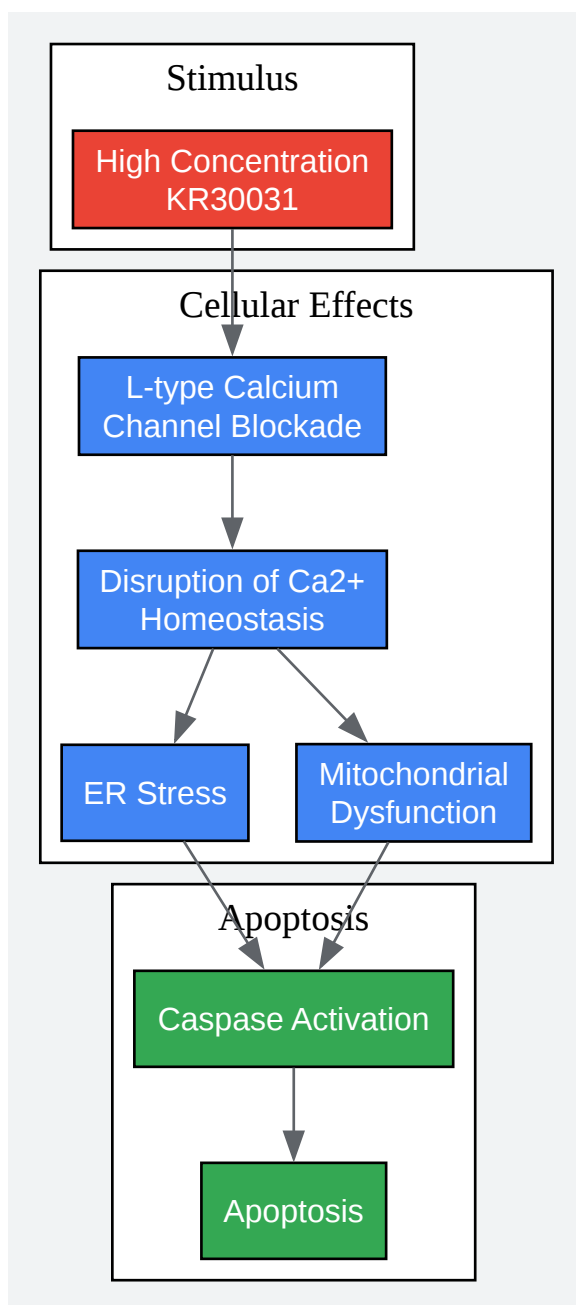 Stimulus
High Concentration
KR30031
Cellular Effects
L-type Calcium
Channel Blockade
Disruption of Ca2+
Homeostasis
ER Stress
Mitochondrial
Dysfunction
Apoptosis
Caspase Activation
Apoptosis